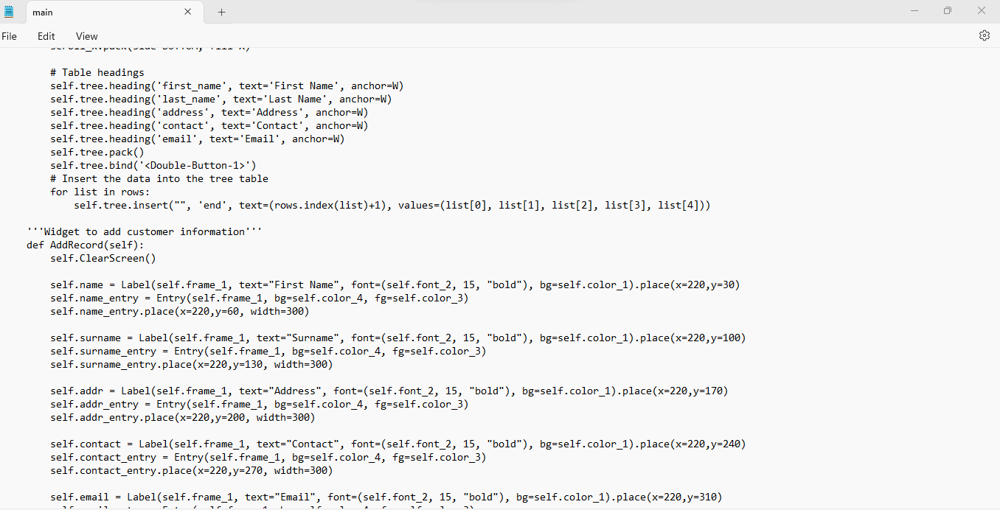 main
File Edit View
# Table headings
self.tree.heading('first_name', text='First Name', anchor=W)
self.tree.heading('last_name', text='Last Name', anchor=W)
self.tree.heading('address', text='Address', anchor=W)
self.tree.heading('contact', text='Contact', anchor=W)
self.tree.heading('email', text='Email', anchor=W)
self.tree.pack()
self.tree.bind('<Double-Button-1>')
# Insert the data into the tree table
for list in rows:
self.tree.insert("", 'end', text=(rows.index(list)+1), values=(list[0], list[1], list[2], list[3], list[4]))
'''Widget to add customer information'''
def AddRecord(self):
self.ClearScreen()
self.name = Label(self.frame_1, text="First Name", font=(self.font_2, 15, "bold"), bg=self.color_1).place(x=220,y=30)
self.name_entry = Entry(self.frame_1, bg=self.color_4, fg=self.color_3)
self.name_entry.place(x=220,y=60, width=300)
self.surname = Label(self.frame_1, text="Surname", font=(self.font_2, 15, "bold"), bg=self.color_1).place(x=220,y=100)
self.surname_entry = Entry(self.frame_1, bg=self.color_4, fg=self.color_3)
self.surname_entry.place(x=220,y=130, width=300)
self.addr = Label(self.frame_1, text="Address", font=(self.font_2, 15, "bold"), bg=self.color_1).place(x=220,y=170)
self.addr_entry = Entry(self.frame_1, bg=self.color_4, fg=self.color_3)
self.addr_entry.place(x=220,y=200, width=300)
self.contact = Label(self.frame_1, text="Contact", font=(self.font_2, 15, "bold"), bg=self.color_1).place(x=220,y=240)
self.contact_entry = Entry(self.frame_1, bg=self.color_4, fg=self.color_3)
self.contact_entry.place(x=220,y=270, width=300)
self.email = Label(self.frame_1, text="Email", font=(self.font_2, 15, "bold"), bg=self.color_1).place(x=220,y=310)